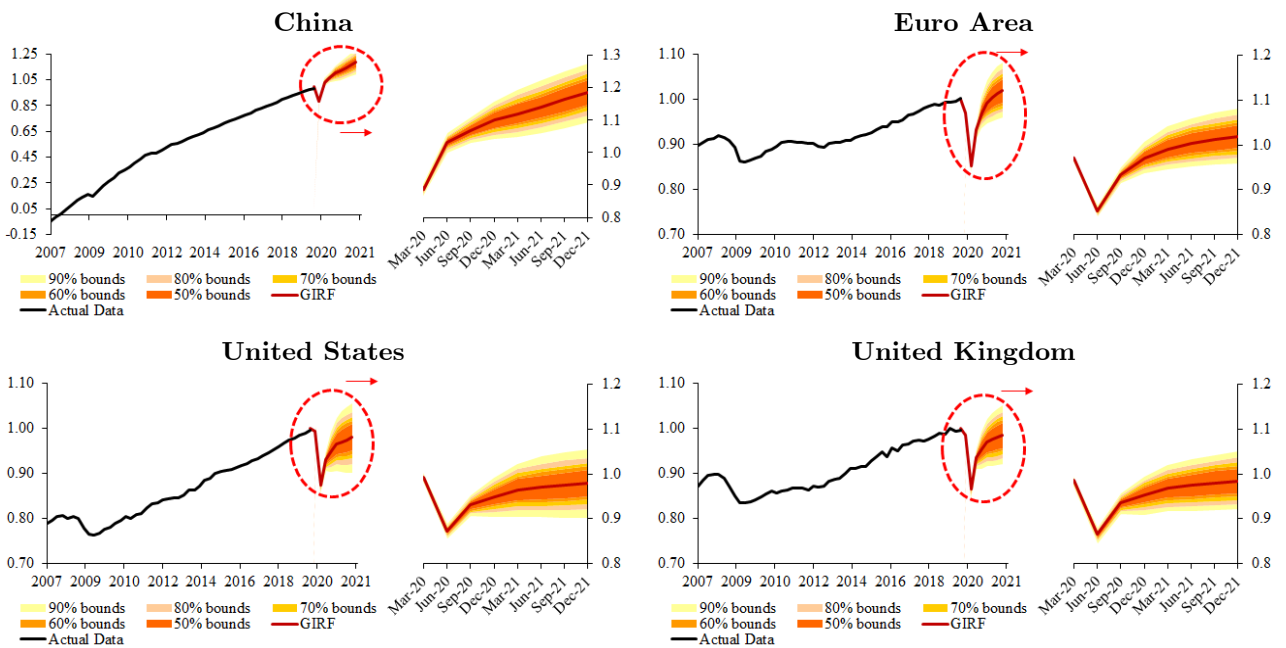 China
1.25
1.05
0.85
0.65
0.45
0.25
0.05
-0.15
2007 2009 2010 2012 2013 2014 2016 2017 2018 2020 2021
1.3
1.2
1.1
1.0
0.9
0.8
Mar-20 Jun-20 Sep-20 Dec-20 Mar-21 Jun-21 Sep-21 Dec-21
90% bounds 80% bounds 70% bounds
60% bounds 50% bounds GIRF
Actual Data
Euro Area
1.10
1.00
0.90
0.80
0.70
2007 2009 2010 2012 2013 2014 2016 2017 2018 2020 2021
1.2
1.1
1.0
0.9
0.8
Mar-20 Jun-20 Sep-20 Dec-20 Mar-21 Jun-21 Sep-21 Dec-21
90% bounds 80% bounds 70% bounds
60% bounds 50% bounds GIRF
Actual Data
United States
1.10
1.00
0.90
0.80
0.70
2007 2009 2010 2012 2013 2014 2016 2017 2018 2020 2021
1.2
1.1
1.0
0.9
0.8
Mar-20 Jun-20 Sep-20 Dec-20 Mar-21 Jun-21 Sep-21 Dec-21
90% bounds 80% bounds 70% bounds
60% bounds 50% bounds GIRF
Actual Data
United Kingdom
1.10
1.00
0.90
0.80
0.70
2007 2009 2010 2012 2013 2014 2016 2017 2018 2020 2021
1.2
1.1
1.0
0.9
0.8
Mar-20 Jun-20 Sep-20 Dec-20 Mar-21 Jun-21 Sep-21 Dec-21
90% bounds 80% bounds 70% bounds
60% bounds 50% bounds GIRF
Actual Data